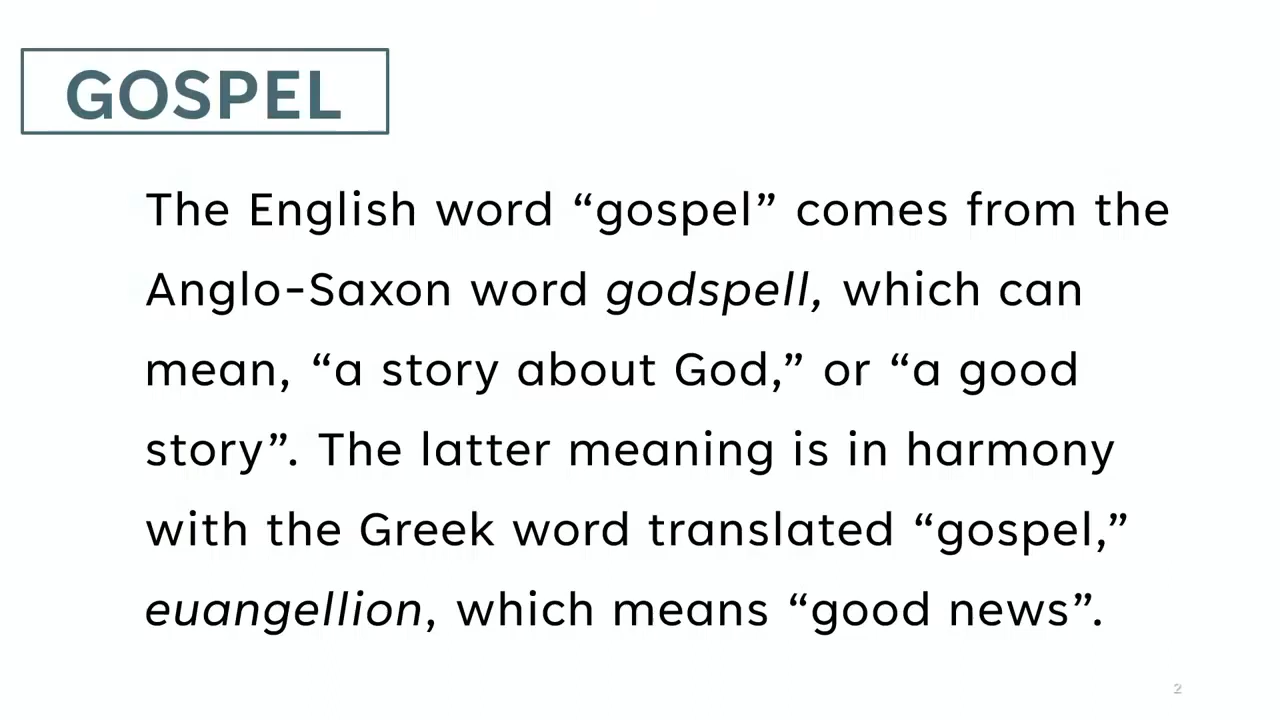 GOSPEL
The English word “gospel” comes from the
Anglo-Saxon word godspell, which can
mean, “a story about God,” or “a good
story”. The latter meaning is in harmony
with the Greek word translated “gospel,”
euangellion, which means “good news”.
2